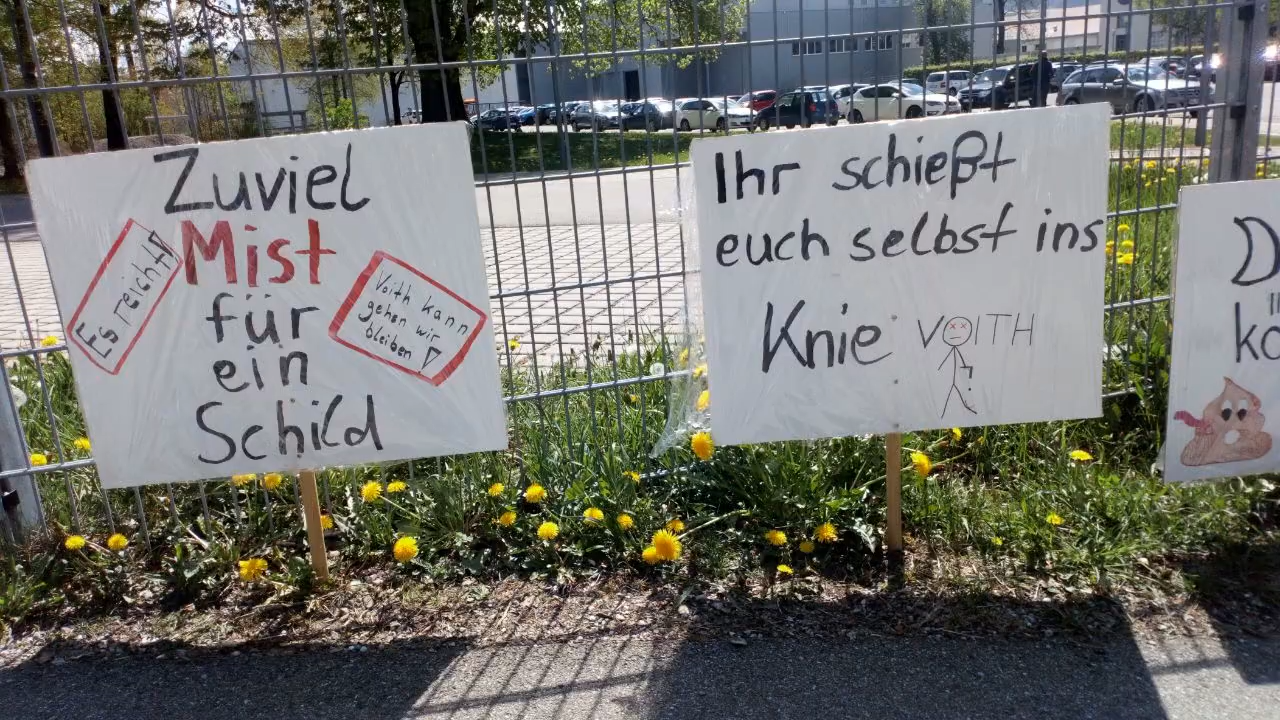 Zuviel
Mist
für
ein
Schild
Es reicht!
Voith kann
gehen wir
bleiben !
Ihr schießt
euch selbst ins
Knie
VOITH